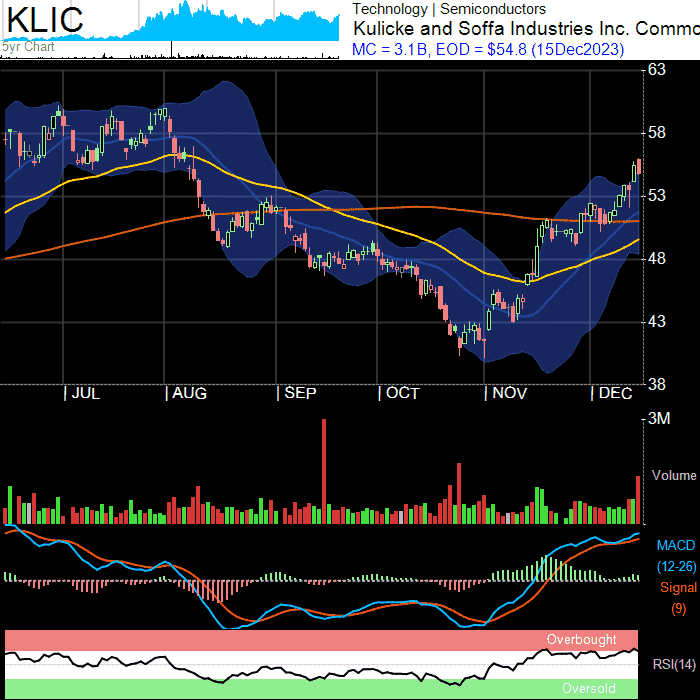 KLIC
5yr Chart
Technology | Semiconductors
Kulicke and Soffa Industries Inc. Commo
MC = 3.1B, EOD = $54.8 (15Dec2023)
63
58
53
48
43
38
JUL AUG SEP OCT NOV DEC
3M
Volume
MACD
(12-26)
Signal
(9)
Overbought
RSI(14)
Oversold